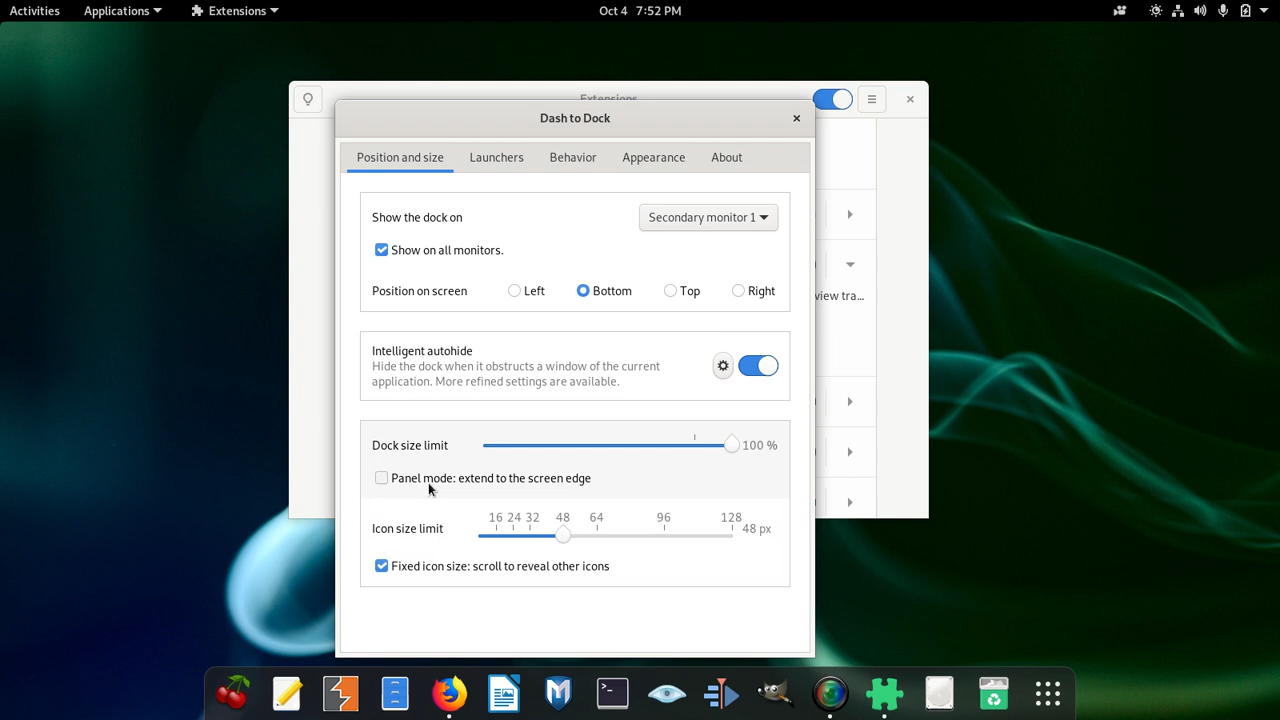 Activities Applications Extensions Oct 4 7:52 PM
Extensions
Dash to Dock
Position and size Launchers Behavior Appearance About
Show the dock on Secondary monitor 1
Show on all monitors.
Position on screen Left Bottom Top Right
view tra...
Intelligent autohide
Hide the dock when it obstructs a window of the current
application. More refined settings are available.
Dock size limit 100 %
Panel mode: extend to the screen edge
16 24 32 48 64 96 128
Icon size limit 48 px
Fixed icon size: scroll to reveal other icons